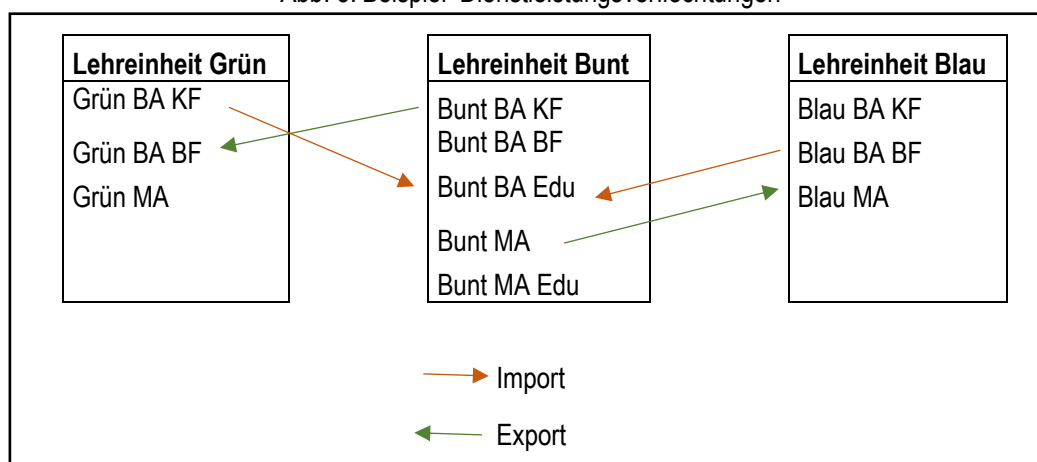 Lehreinheit Grün
Grün BA KF
Grün BA BF
Grün MA
Lehreinheit Bunt
Bunt BA KF
Bunt BA BF
Bunt BA Edu
Bunt MA
Bunt MA Edu
Lehreinheit Blau
Blau BA KF
Blau BA BF
Blau MA
Import
Export